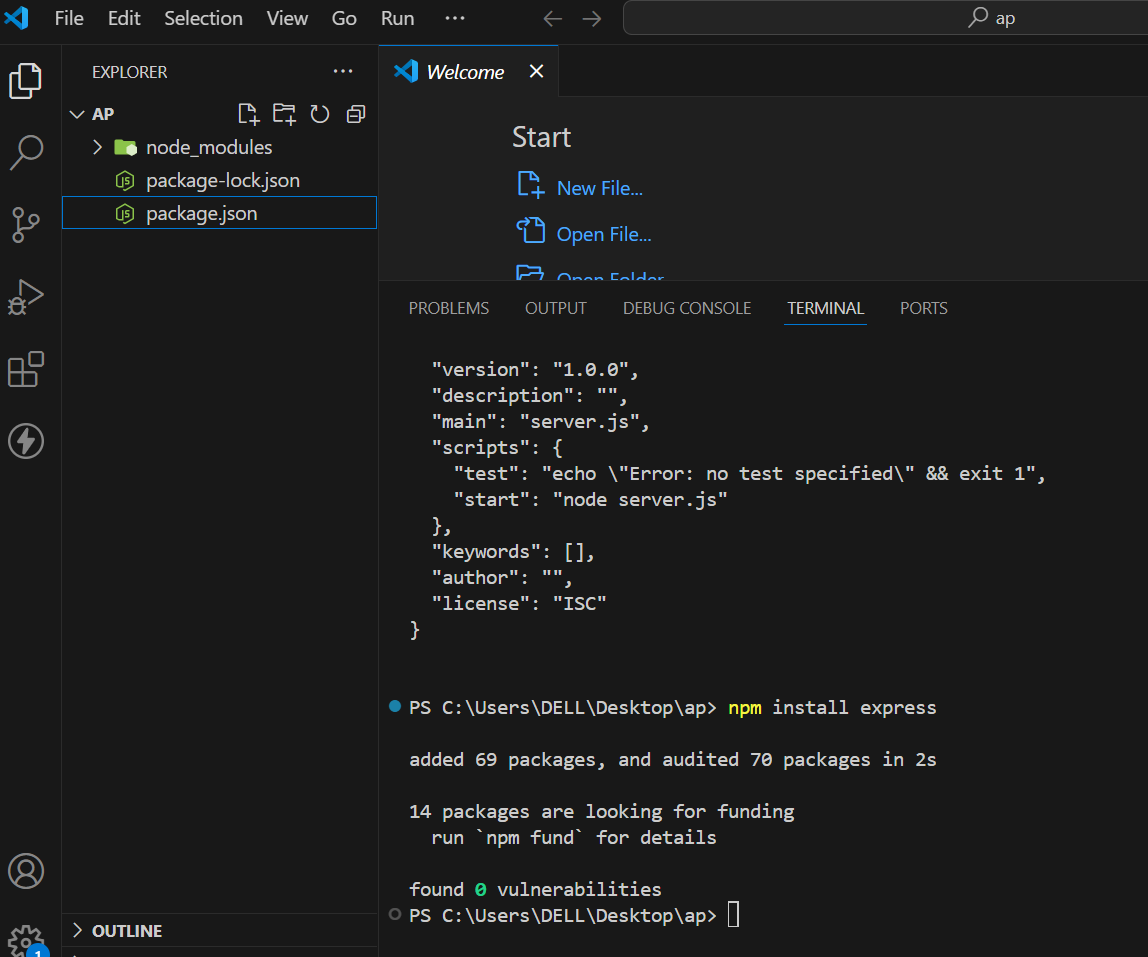 File Edit Selection View Go Run ···
ap
EXPLORER
AP
node_modules
package-lock.json
package.json
OUTLINE
1
Welcome
Start
New File...
Open File...
Open Folder
PROBLEMS OUTPUT DEBUG CONSOLE TERMINAL PORTS
"version": "1.0.0",
"description": "",
"main": "server.js",
"scripts": {
"test": "echo \"Error: no test specified\" && exit 1",
"start": "node server.js"
},
"keywords": [],
"author": "",
"license": "ISC"
}
PS C:\Users\DELL\Desktop\ap> npm install express
added 69 packages, and audited 70 packages in 2s
14 packages are looking for funding
run `npm fund` for details
found 0 vulnerabilities
PS C:\Users\DELL\Desktop\ap>